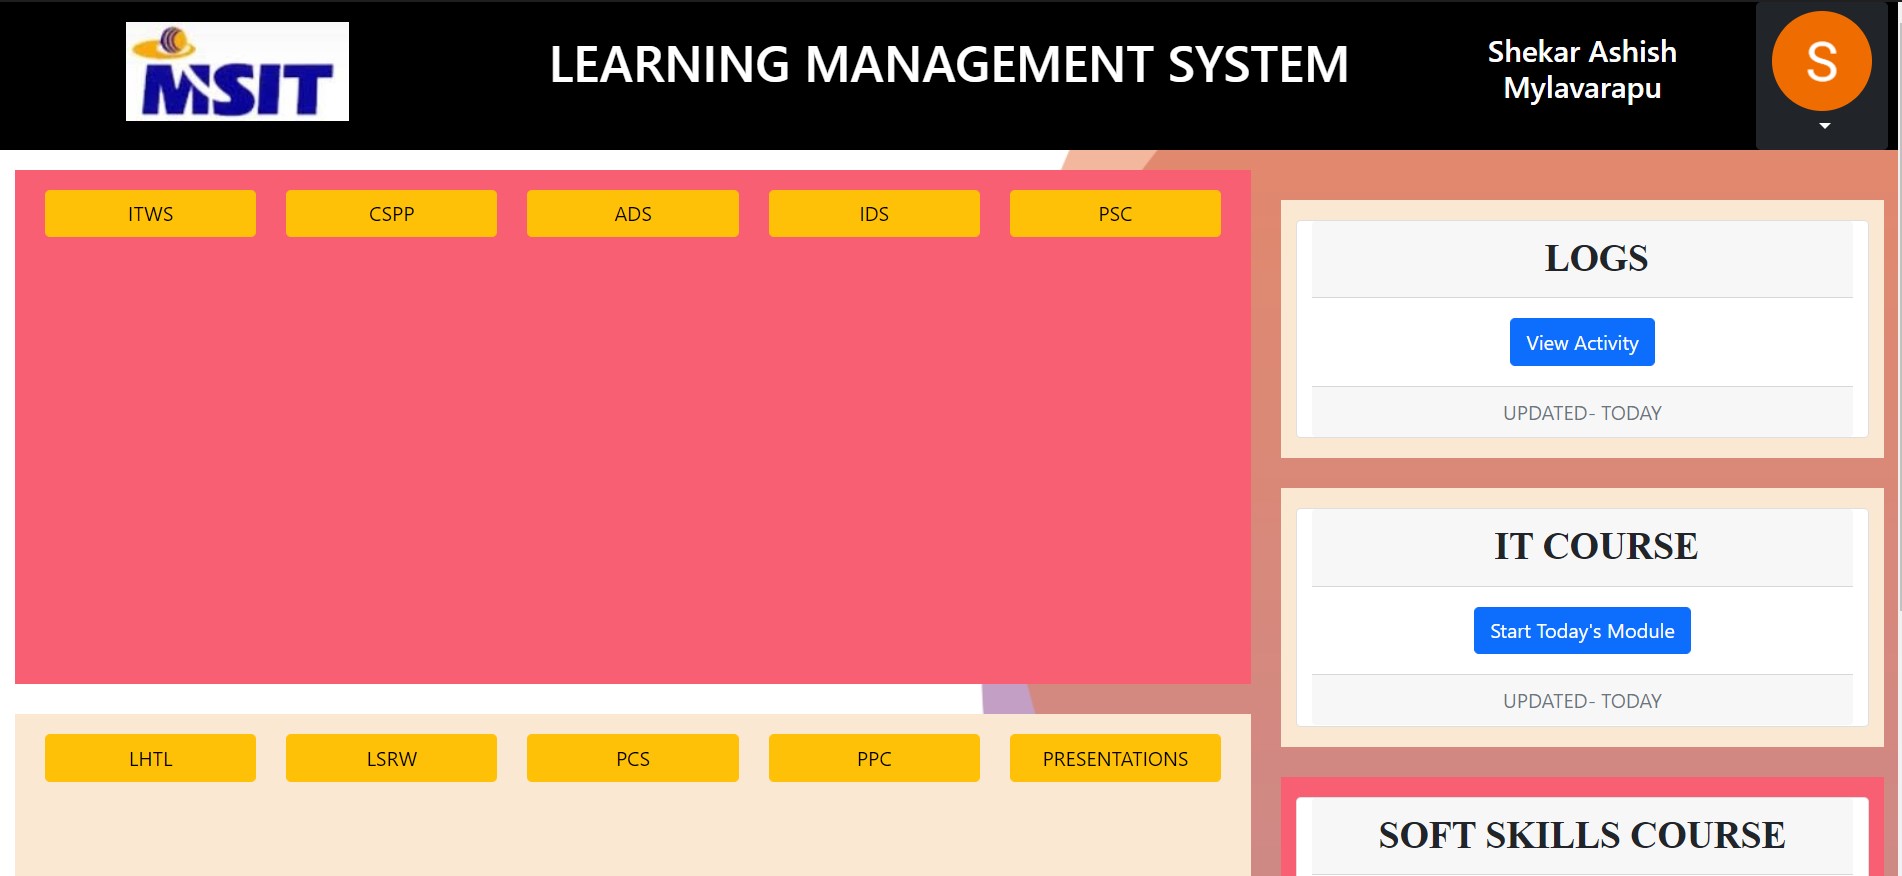 MSIT
LEARNING MANAGEMENT SYSTEM
Shekar Ashish
Mylavarapu
S
ITWS
CSPP
ADS
IDS
PSC
LOGS
View Activity
UPDATED- TODAY
IT COURSE
Start Today's Module
UPDATED- TODAY
LHTL
LSRW
PCS
PPC
PRESENTATIONS
SOFT SKILLS COURSE